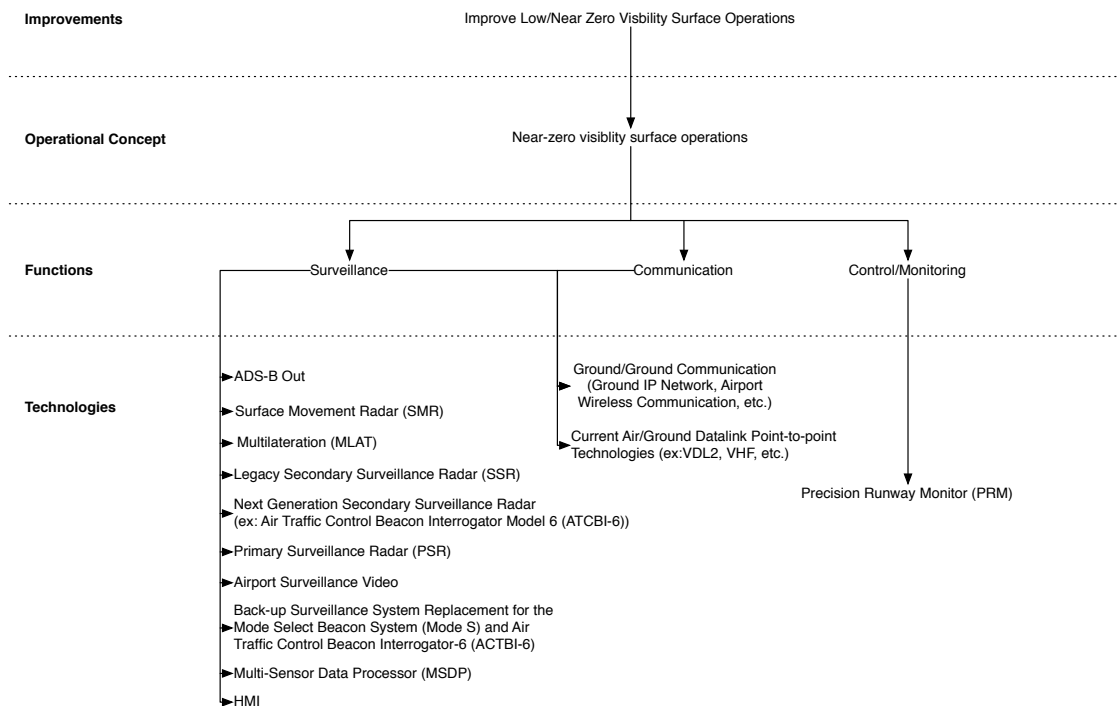 Improvements
Improve Low/Near Zero Visbility Surface Operations
Operational Concept
Near-zero visiblity surface operations
Functions
Surveillance
Communication
Control/Monitoring
Technologies
ADS-B Out
Surface Movement Radar (SMR)
Multilateration (MLAT)
Legacy Secondary Surveillance Radar (SSR)
Next Generation Secondary Surveillance Radar
(ex: Air Traffic Control Beacon Interrogator Model 6 (ATCBI-6))
Primary Surveillance Radar (PSR)
Airport Surveillance Video
Back-up Surveillance System Replacement for the
Mode Select Beacon System (Mode S) and Air
Traffic Control Beacon Interrogator-6 (ACTBI-6)
Multi-Sensor Data Processor (MSDP)
HMI
Ground/Ground Communication
(Ground IP Network, Airport
Wireless Communication, etc.)
Current Air/Ground Datalink Point-to-point
Technologies (ex:VDL2, VHF, etc.)
Precision Runway Monitor (PRM)